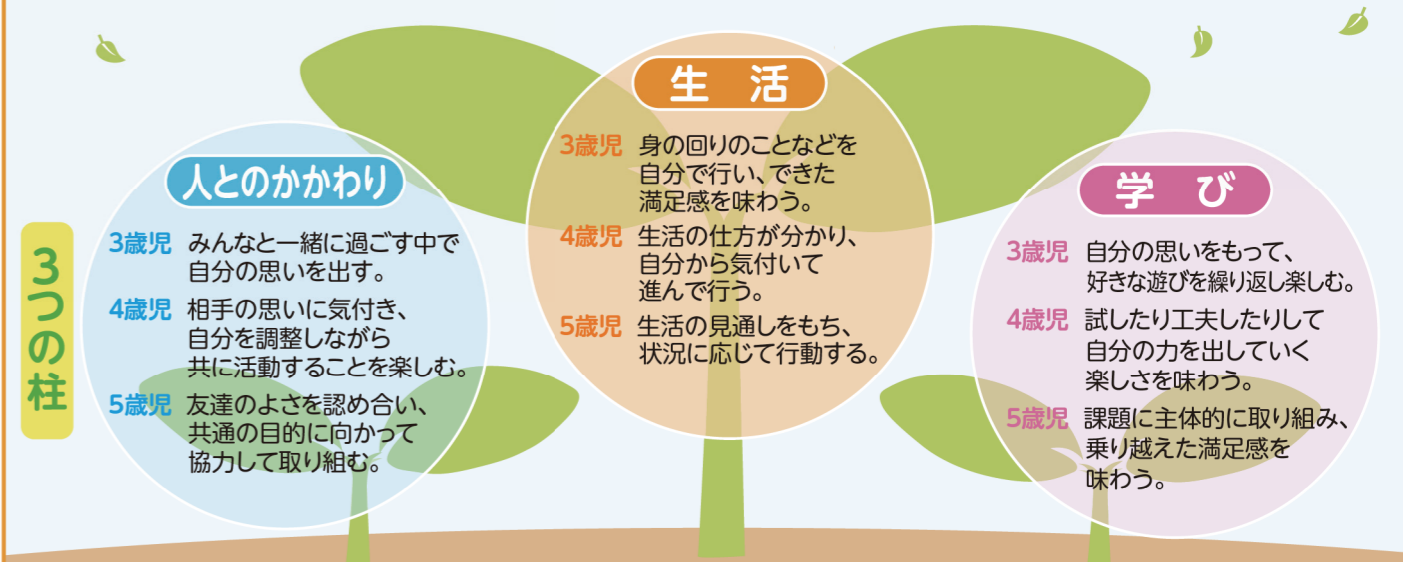 3つの柱
人とのかかわり
3歳児 みんなと一緒に過ごす中で
自分の思いを出す。
4歳児 相手の思いに気付き、
自分を調整しながら
共に活動することを楽しむ。
5歳児 友達のよさを認め合い、
共通の目的に向かって
協力して取り組む。
生活
3歳児 身の回りのことなどを
自分で行い、できた
満足感を味わう。
4歳児 生活の仕方が分かり、
自分から気付いて
進んで行う。
5歳児 生活の見通しをもち、
状況に応じて行動する。
学び
3歳児 自分の思いをもって、
好きな遊びを繰り返し楽しむ。
4歳児 試したり工夫したりして
自分の力を出していく
楽しさを味わう。
5歳児 課題に主体的に取り組み、
乗り越えた満足感を
味わう。